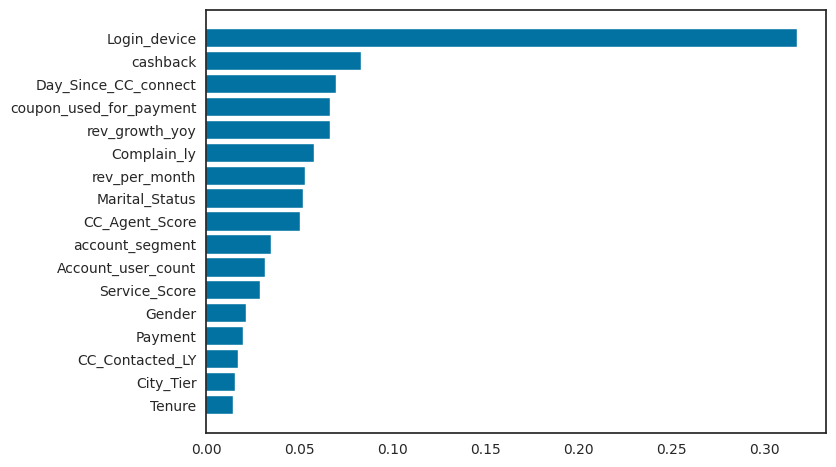 Login_device
cashback
Day_Since_CC_connect
coupon_used_for_payment
rev_growth_yoy
Complain_ly
rev_per_month
Marital_Status
CC_Agent_Score
account_segment
Account_user_count
Service_Score
Gender
Payment
CC_Contacted_LY
City_Tier
Tenure
0.00 0.05 0.10 0.15 0.20 0.25 0.30